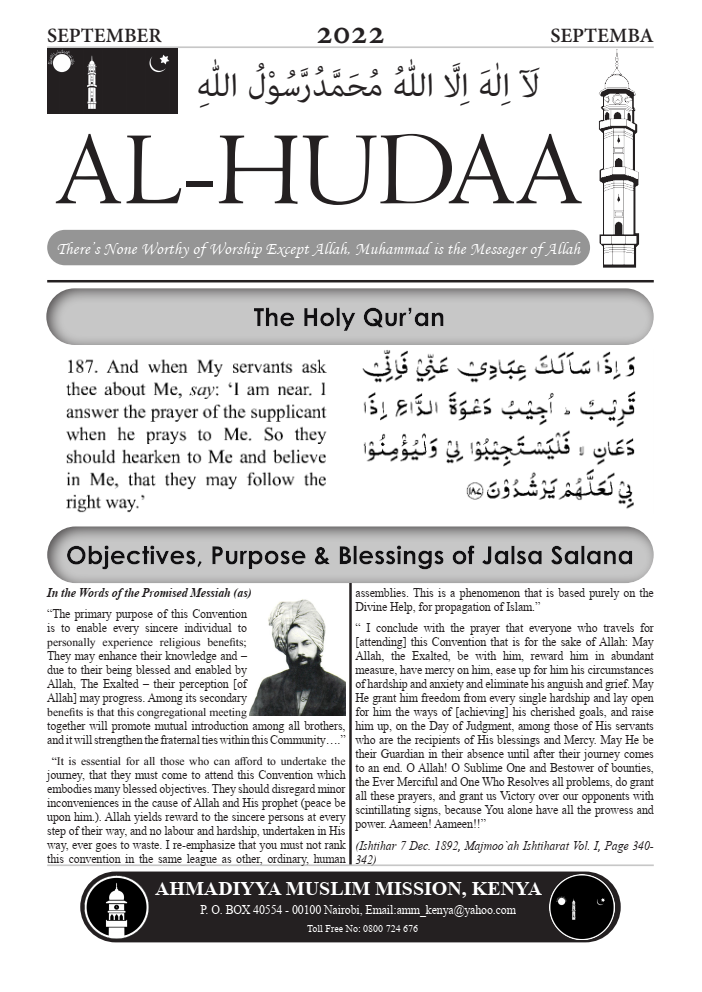 SEPTEMBER 2022 SEPTEMBA
لَآ اِلٰهَ اِلَّا اللّٰهُ مُحَمَّدٌ رَّسُوْلُ اللّٰهِ
AL-HUDAA
There's None Worthy of Worship Except Allah, Muhammad is the Messeger of Allah
The Holy Qur'an
187. And when My servants ask
thee about Me, say: 'I am near. I
answer the prayer of the supplicant
when he prays to Me. So they
should hearken to Me and believe
in Me, that they may follow the
right way.'
وَ اِذَا سَاَلَكَ عِبَادِيْ عَنِّيْ فَاِنِّيْ
قَرِيْبٌ ؕ اُجِيْبُ دَعْوَةَ الدَّاعِ اِذَا
دَعَانِ ۙ فَلْيَسْتَجِيْبُوْا لِيْ وَلْيُؤْمِنُوْا
بِيْ لَعَلَّهُمْ يَرْشُدُوْنَ ﴿۱۸۷﴾
Objectives, Purpose & Blessings of Jalsa Salana
In the Words of the Promised Messiah (as)
"The primary purpose of this Convention
is to enable every sincere individual to
personally experience religious benefits;
They may enhance their knowledge and –
due to their being blessed and enabled by
Allah, The Exalted – their perception [of
Allah] may progress. Among its secondary
benefits is that this congregational meeting
together will promote mutual introduction among all brothers,
and it will strengthen the fraternal ties within this Community…."
"It is essential for all those who can afford to undertake the
journey, that they must come to attend this Convention which
embodies many blessed objectives. They should disregard minor
inconveniences in the cause of Allah and His prophet (peace be
upon him.). Allah yields reward to the sincere persons at every
step of their way, and no labour and hardship, undertaken in His
way, ever goes to waste. I re-emphasize that you must not rank
this convention in the same league as other, ordinary, human
assemblies. This is a phenomenon that is based purely on the
Divine Help, for propagation of Islam."
" I conclude with the prayer that everyone who travels for
[attending] this Convention that is for the sake of Allah: May
Allah, the Exalted, be with him, reward him in abundant
measure, have mercy on him, ease up for him his circumstances
of hardship and anxiety and eliminate his anguish and grief. May
He grant him freedom from every single hardship and lay open
for him the ways of [achieving] his cherished goals, and raise
him up, on the Day of Judgment, among those of His servants
who are the recipients of His blessings and Mercy. May He be
their Guardian in their absence until after their journey comes
to an end. O Allah! O Sublime One and Bestower of bounties,
the Ever Merciful and One Who Resolves all problems, do grant
all these prayers, and grant us Victory over our opponents with
scintillating signs, because You alone have all the prowess and
power. Aameen! Aameen!!"
(Ishtihar 7 Dec. 1892, Majmoo`ah Ishtiharat Vol. I, Page 340-
342)
AHMADIYYA MUSLIM MISSION, KENYA
P. O. BOX 40554 - 00100 Nairobi, Email:amm_kenya@yahoo.com
Toll Free No: 0800 724 676